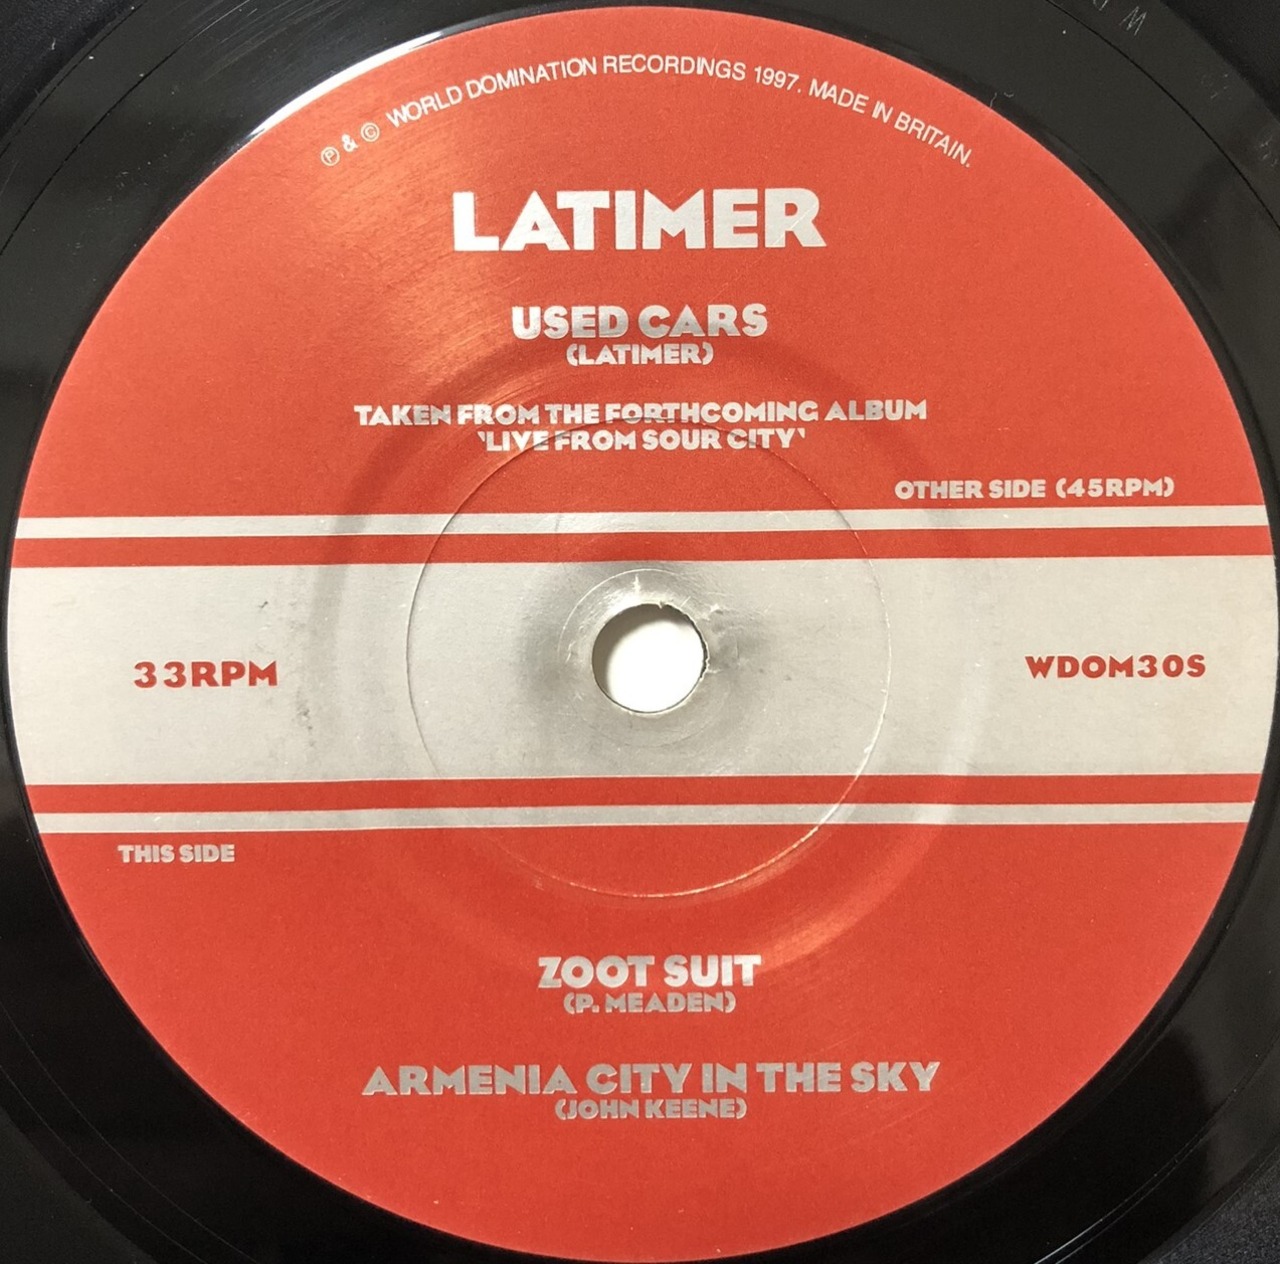 ℗ & © WORLD DOMINATION RECORDINGS 1997. MADE IN BRITAIN.
LATIMER
USED CARS
(LATIMER)
TAKEN FROM THE FORTHCOMING ALBUM
'LIVE FROM SOUR CITY'
OTHER SIDE (45RPM)
33RPM
WDOM30S
THIS SIDE
ZOOT SUIT
(P. MEADEN)
ARMENIA CITY IN THE SKY
(JOHN KEENE)